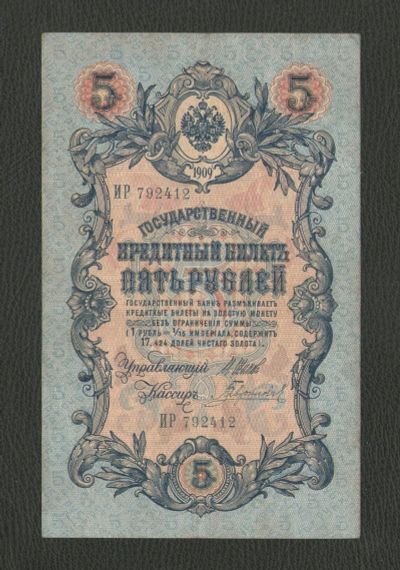 5 5
1909
ИР 792412
ГОСУДАРСТВЕННЫЙ
КРЕДИТНЫЙ БИЛЕТЪ
ПЯТЬ РУБЛЕЙ
ГОСУДАРСТВЕННЫЙ БАНКЪ РАЗМѢНИВАЕТЪ
КРЕДИТНЫЕ БИЛЕТЫ НА ЗОЛОТУЮ МОНЕТУ
БЕЗЪ ОГРАНИЧЕНІЯ СУММЫ
(1 РУБЛЬ = 1/15 ИМПЕРІАЛА, СОДЕРЖИТЪ
17,424 ДОЛЕЙ ЧИСТАГО ЗОЛОТА).
Управляющій
Кассиръ
ИР 792412
5